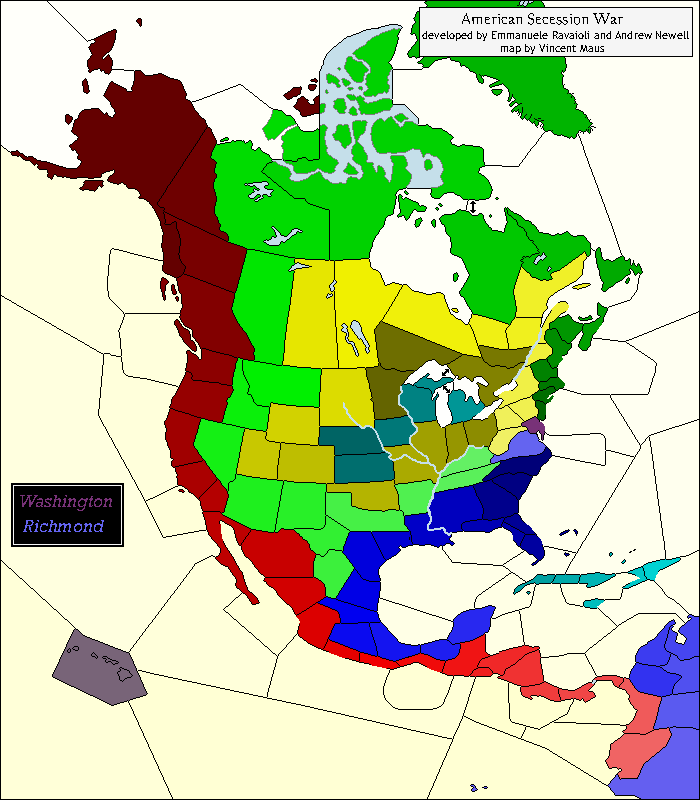 American Secession War
developed by Emmanuele Ravaioli and Andrew Newell
map by Vincent Maus
Washington
Richmond